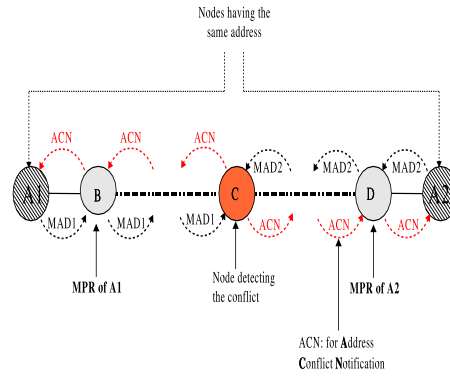 Nodes having the
same address
ACN
ACN
ACN
MAD2
MAD2
A1
B
C
D
A2
MAD1
MAD1
MAD1
ACN
ACN
ACN
MPR of A1
Node detecting
the conflict
MPR of A2
ACN: for Address
Conflict Notification